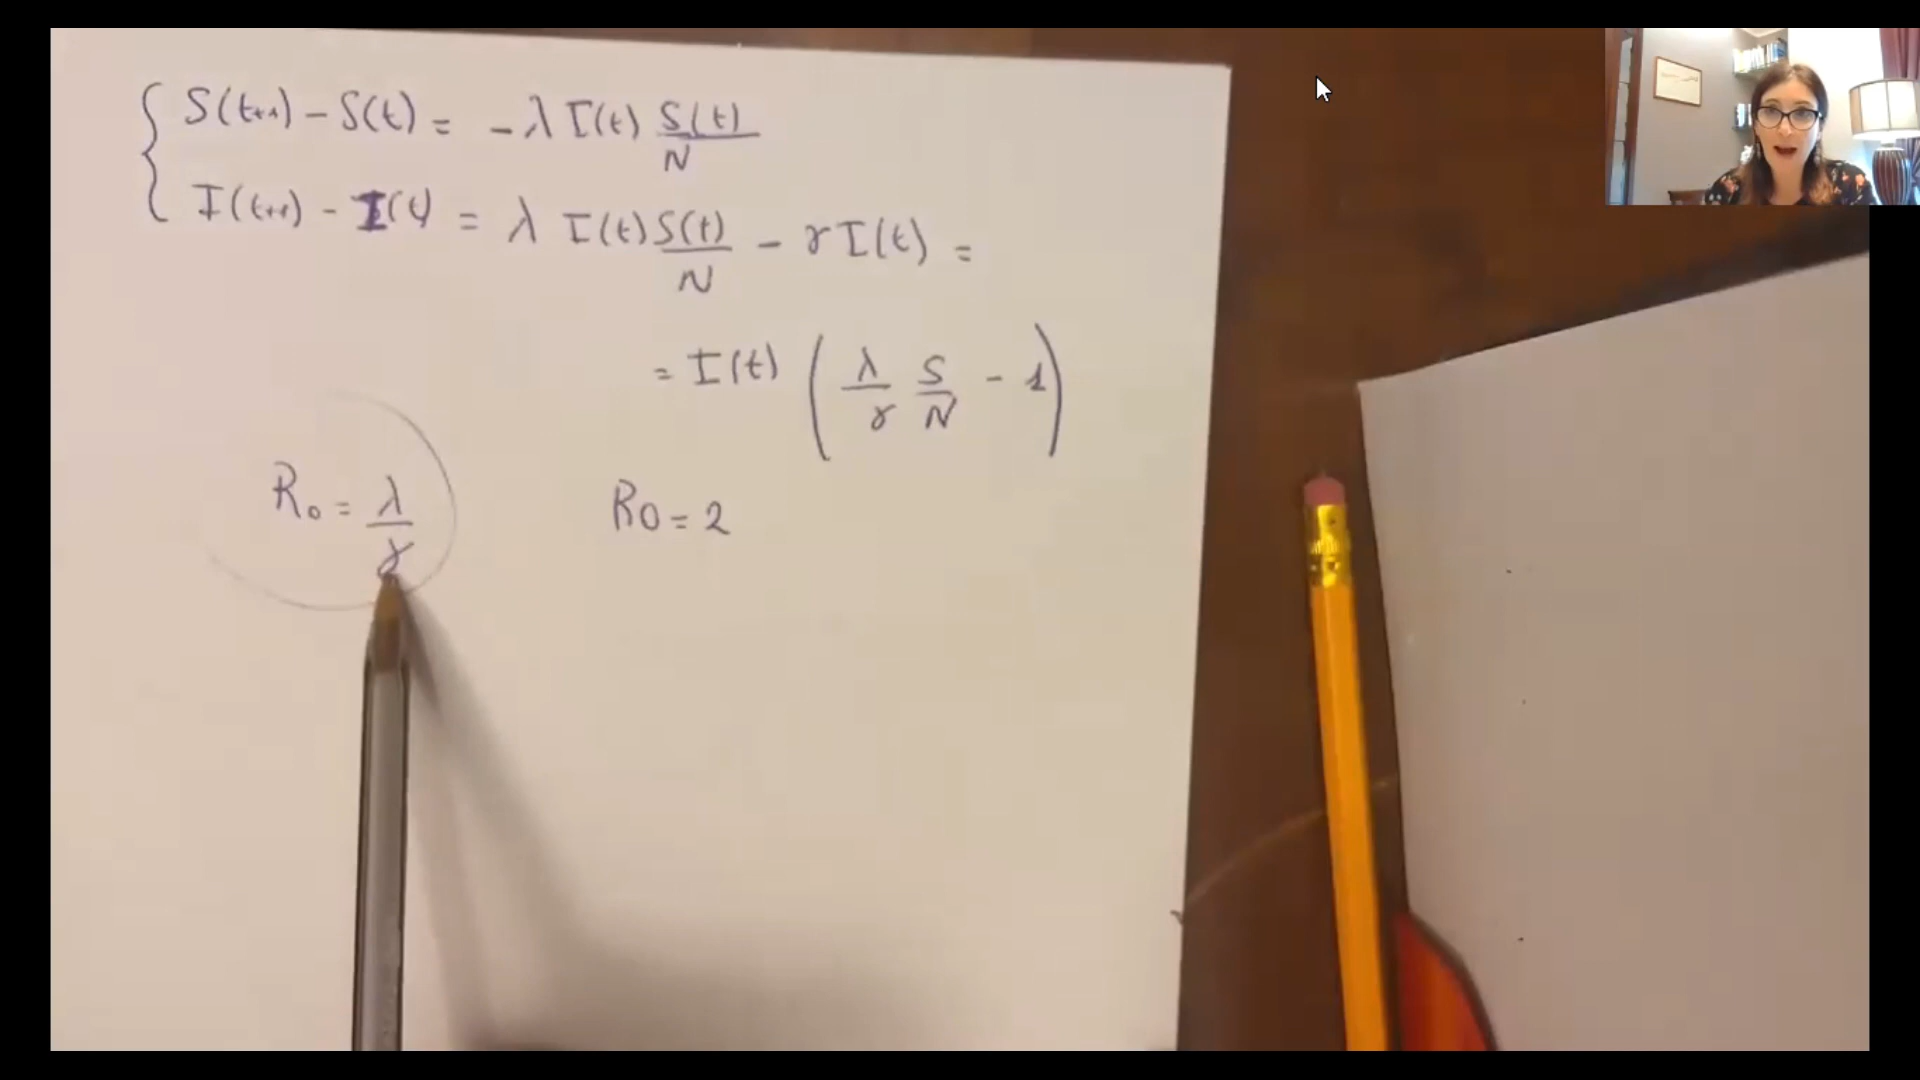 S(t+1) - S(t) = - λ I(t) S(t)/N
I(t+1) - I(t) = λ I(t) S(t)/N - γ I(t) =
= I(t) ( λ/γ S/N - 1 )
R₀ = λ/γ
R0 = 2